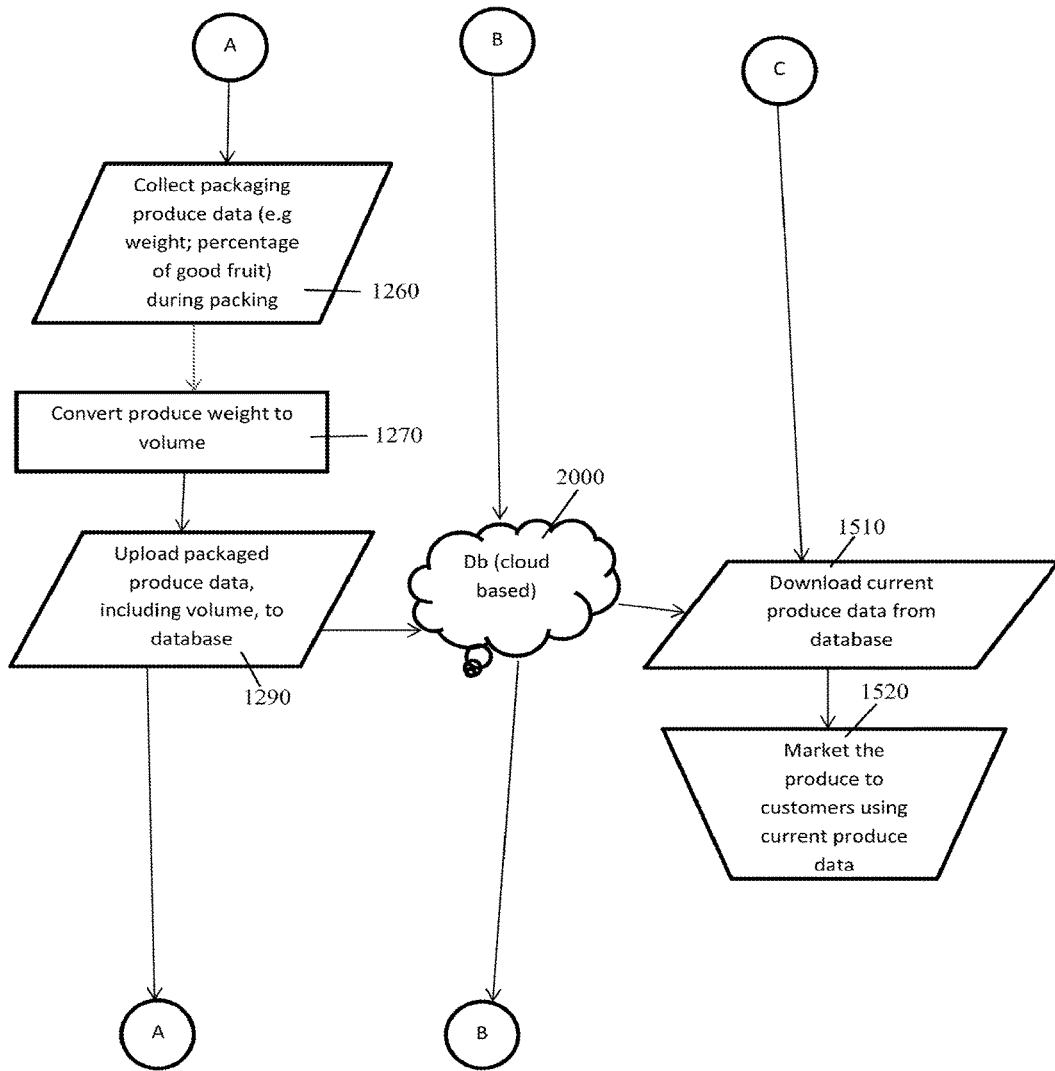 A
B
C
Collect packaging
produce data (e.g
weight; percentage
of good fruit)
during packing
1260
Convert produce weight to
volume
1270
Upload packaged
produce data,
including volume, to
database
1290
2000
Db (cloud
based)
1510
Download current
produce data from
database
1520
Market the
produce to
customers using
current produce
data
A
B